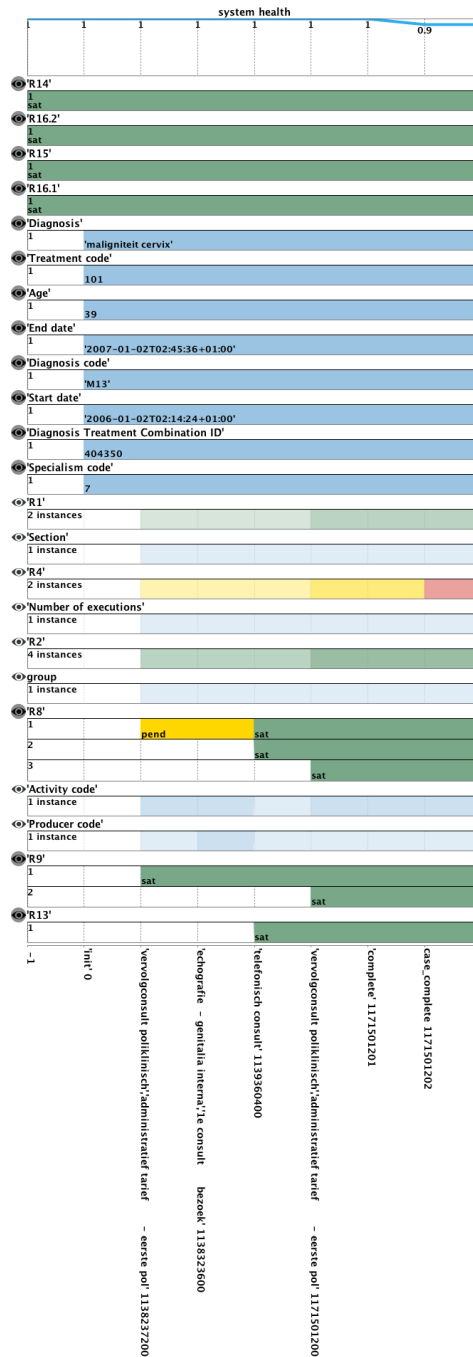 system health
1 1 1 1 1 1 1 0.9
'R14'
1
sat
'R16.2'
1
sat
'R15'
1
sat
'R16.1'
1
sat
'Diagnosis'
1
'maligniteit cervix'
'Treatment code'
1
101
'Age'
1
39
'End date'
1
'2007-01-02T02:45:36+01:00'
'Diagnosis code'
1
'M13'
'Start date'
1
'2006-01-02T02:14:24+01:00'
'Diagnosis Treatment Combination ID'
1
404350
'Specialism code'
1
7
'R1'
2 instances
'Section'
1 instance
'R4'
2 instances
'Number of executions'
1 instance
'R2'
4 instances
group
1 instance
'R8'
1
pend sat
2
sat
3
sat
'Activity code'
1 instance
'Producer code'
1 instance
'R9'
1
sat
2
sat
'R13'
1
sat
-1
'init' 0
'vervolgconsult poliklinisch','administratief tarief - eerste pol' 1138237200
'echografie - genitalia interna','1e consult bezoek' 1138323600
'telefonisch consult' 1139360400
'vervolgconsult poliklinisch','administratief tarief - eerste pol' 1171501200
'complete' 1171501201
case_complete 1171501202